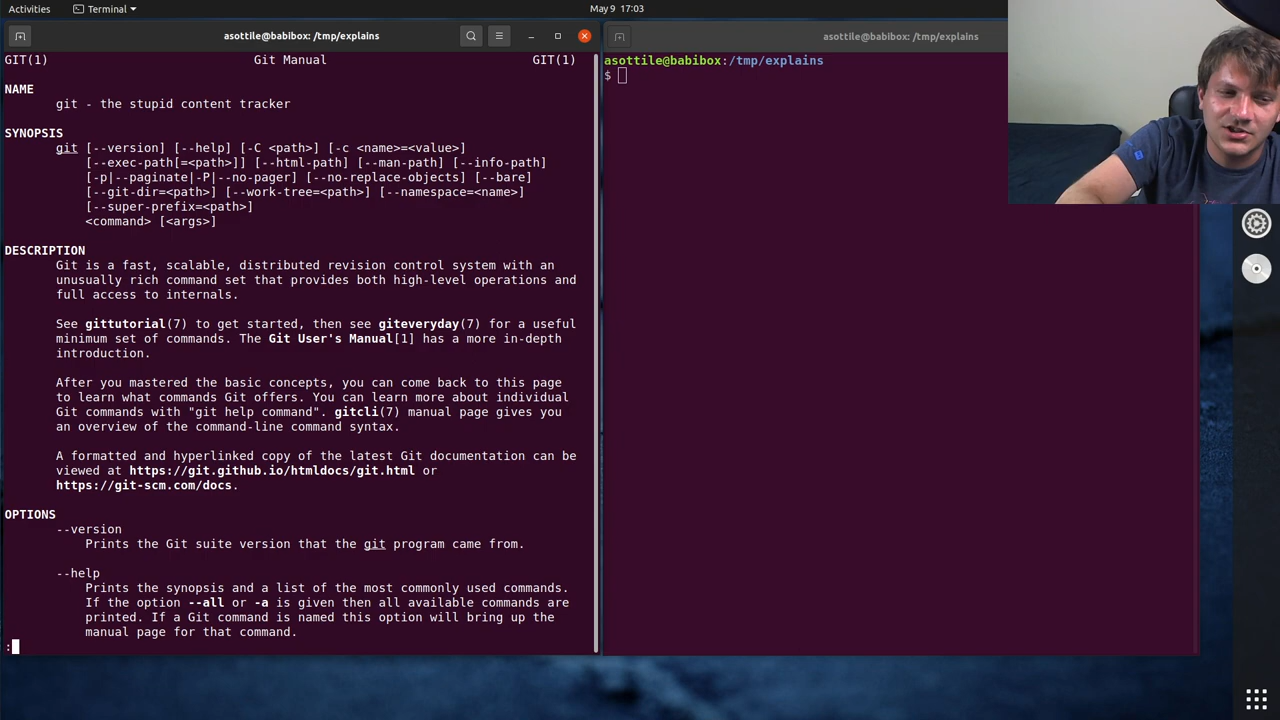 Activities
Terminal
May 9 17:03
asottile@babibox: /tmp/explains
GIT(1) Git Manual GIT(1)
NAME
git - the stupid content tracker
SYNOPSIS
git [--version] [--help] [-C <path>] [-c <name>=<value>]
[--exec-path[=<path>]] [--html-path] [--man-path] [--info-path]
[-p|--paginate|-P|--no-pager] [--no-replace-objects] [--bare]
[--git-dir=<path>] [--work-tree=<path>] [--namespace=<name>]
[--super-prefix=<path>]
<command> [<args>]
DESCRIPTION
Git is a fast, scalable, distributed revision control system with an
unusually rich command set that provides both high-level operations and
full access to internals.
See gittutorial(7) to get started, then see giteveryday(7) for a useful
minimum set of commands. The Git User's Manual[1] has a more in-depth
introduction.
After you mastered the basic concepts, you can come back to this page
to learn what commands Git offers. You can learn more about individual
Git commands with "git help command". gitcli(7) manual page gives you
an overview of the command-line command syntax.
A formatted and hyperlinked copy of the latest Git documentation can be
viewed at https://git.github.io/htmldocs/git.html or
https://git-scm.com/docs.
OPTIONS
--version
Prints the Git suite version that the git program came from.
--help
Prints the synopsis and a list of the most commonly used commands.
If the option --all or -a is given then all available commands are
printed. If a Git command is named this option will bring up the
manual page for that command.
:
asottile@babibox: /tmp/explains
asottile@babibox:/tmp/explains
$